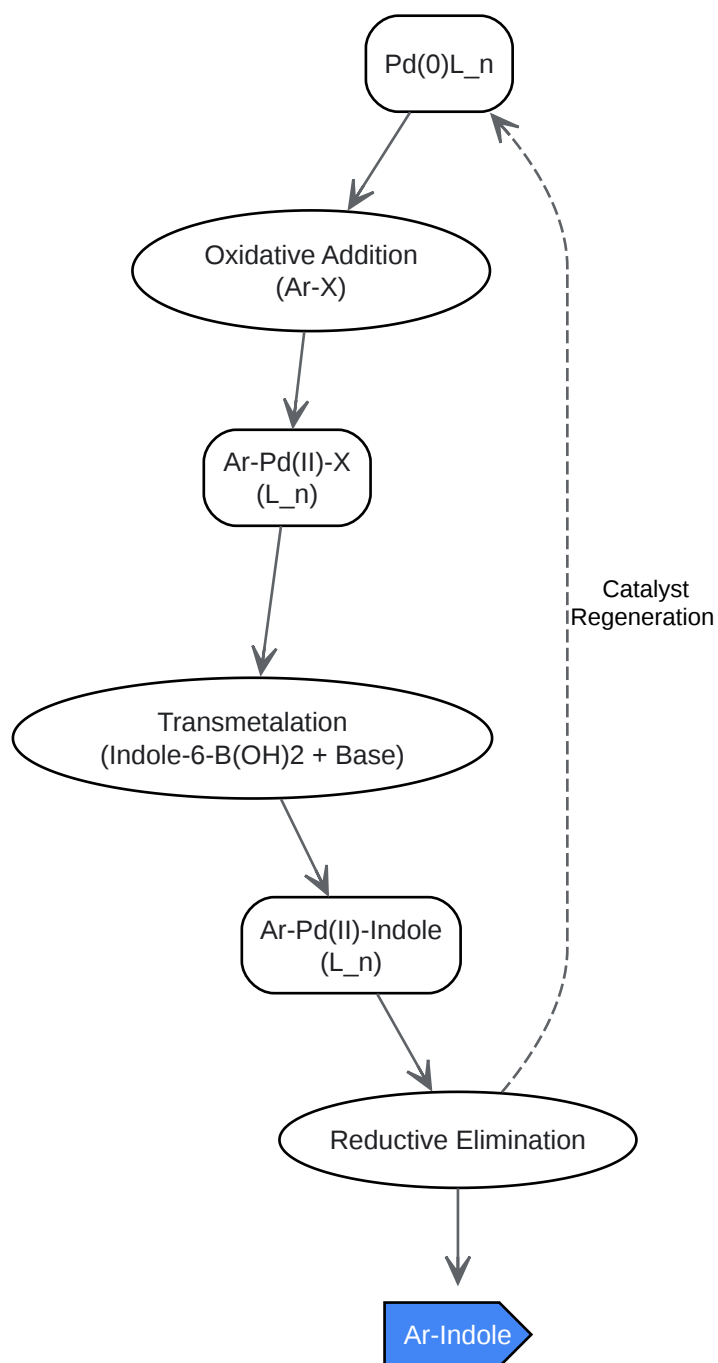 Pd(0)L_n
Oxidative Addition
(Ar-X)
Ar-Pd(II)-X
(L_n)
Catalyst
Regeneration
Transmetalation
(Indole-6-B(OH)2 + Base)
Ar-Pd(II)-Indole
(L_n)
Reductive Elimination
Ar-Indole